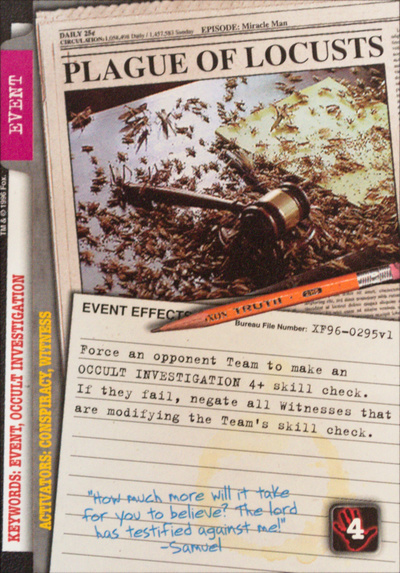 DAILY 25¢
EPISODE: Miracle Man
CIRCULATION: 1,058,496 Daily / 1,457,583 Sunday
PLAGUE OF LOCUSTS
EVENT
TM & © 1996 Fox.
KEYWORDS: EVENT, OCCULT INVESTIGATION
ACTIVATORS: CONSPIRACY, WITNESS
TRUTH
EVENT EFFECTS
Bureau File Number: XF96-0295v1
Force an opponent Team to make an
OCCULT INVESTIGATION 4+ skill check.
If they fail, negate all Witnesses that
are modifying the Team's skill check.
"How much more will it take
for you to believe? The lord
has testified against me!"
-Samuel
4